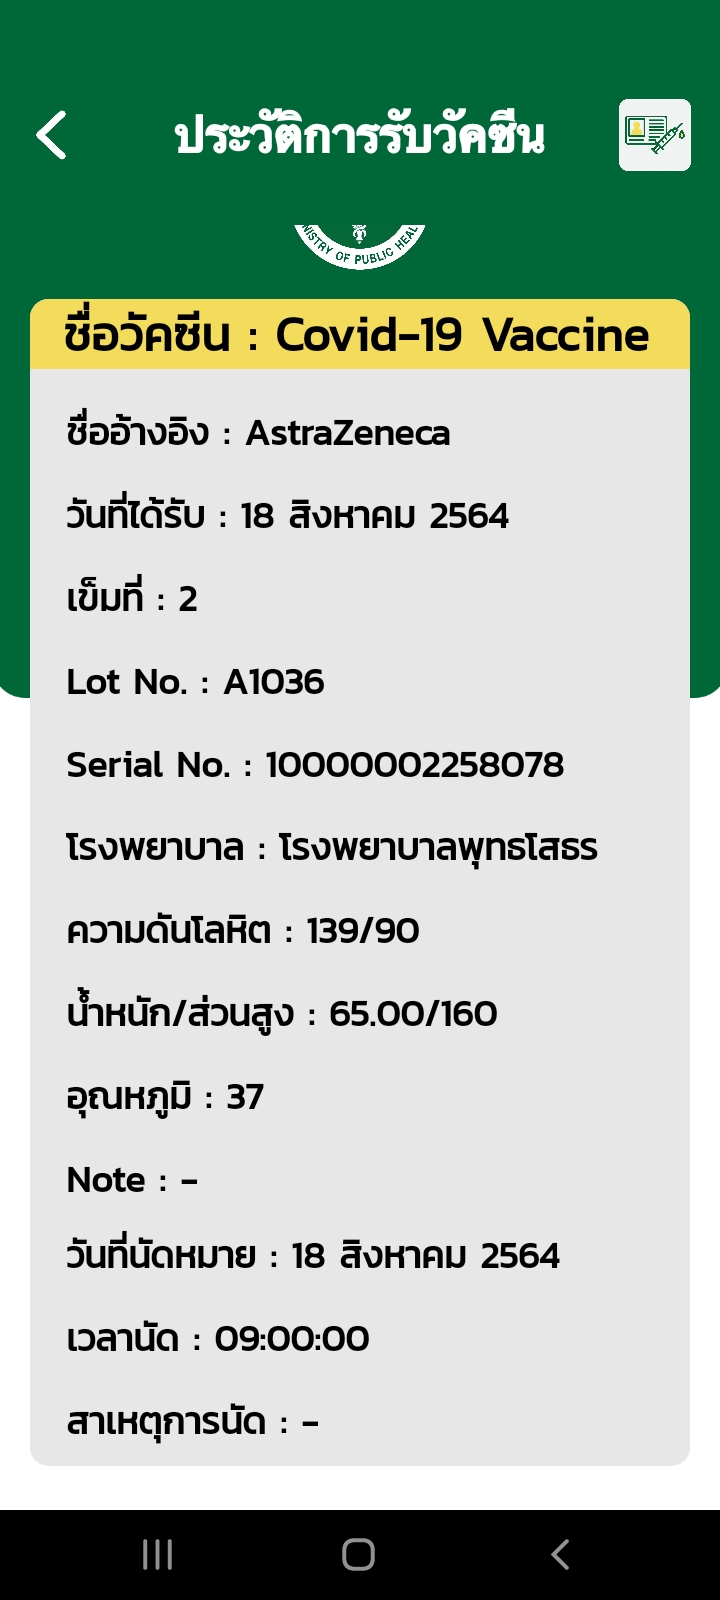 ประวัติการรับวัคซีน
NISTRY OF PUBLIC HEAL
ชื่อวัคซีน : Covid-19 Vaccine
ชื่ออ้างอิง : AstraZeneca
วันที่ได้รับ : 18 สิงหาคม 2564
เข็มที่ : 2
Lot No. : A1036
Serial No. : 10000002258078
โรงพยาบาล : โรงพยาบาลพุทธโสธร
ความดันโลหิต : 139/90
น้ำหนัก/ส่วนสูง : 65.00/160
อุณหภูมิ : 37
Note : -
วันที่นัดหมาย : 18 สิงหาคม 2564
เวลานัด : 09:00:00
สาเหตุการนัด : -